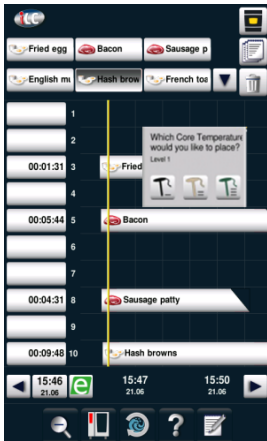 iLC
Fried egg
Bacon
Sausage p
English mu
Hash brow
French toa
1
2
00:01:31 3 Fried
Which Core Temperature
would you like to place?
Level 1
4
00:05:44 5 Bacon
6
7
00:04:31 8 Sausage patty
9
00:09:48 10 Hash browns
15:46
21.06
e
15:47
21.06
15:50
21.06
?